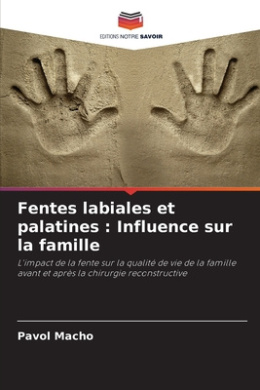 EDITIONS NOTRE SAVOIR
Fentes labiales et
palatines : Influence sur
la famille
L'impact de la fente sur la qualité de vie de la famille
avant et après la chirurgie reconstructive
Pavol Macho